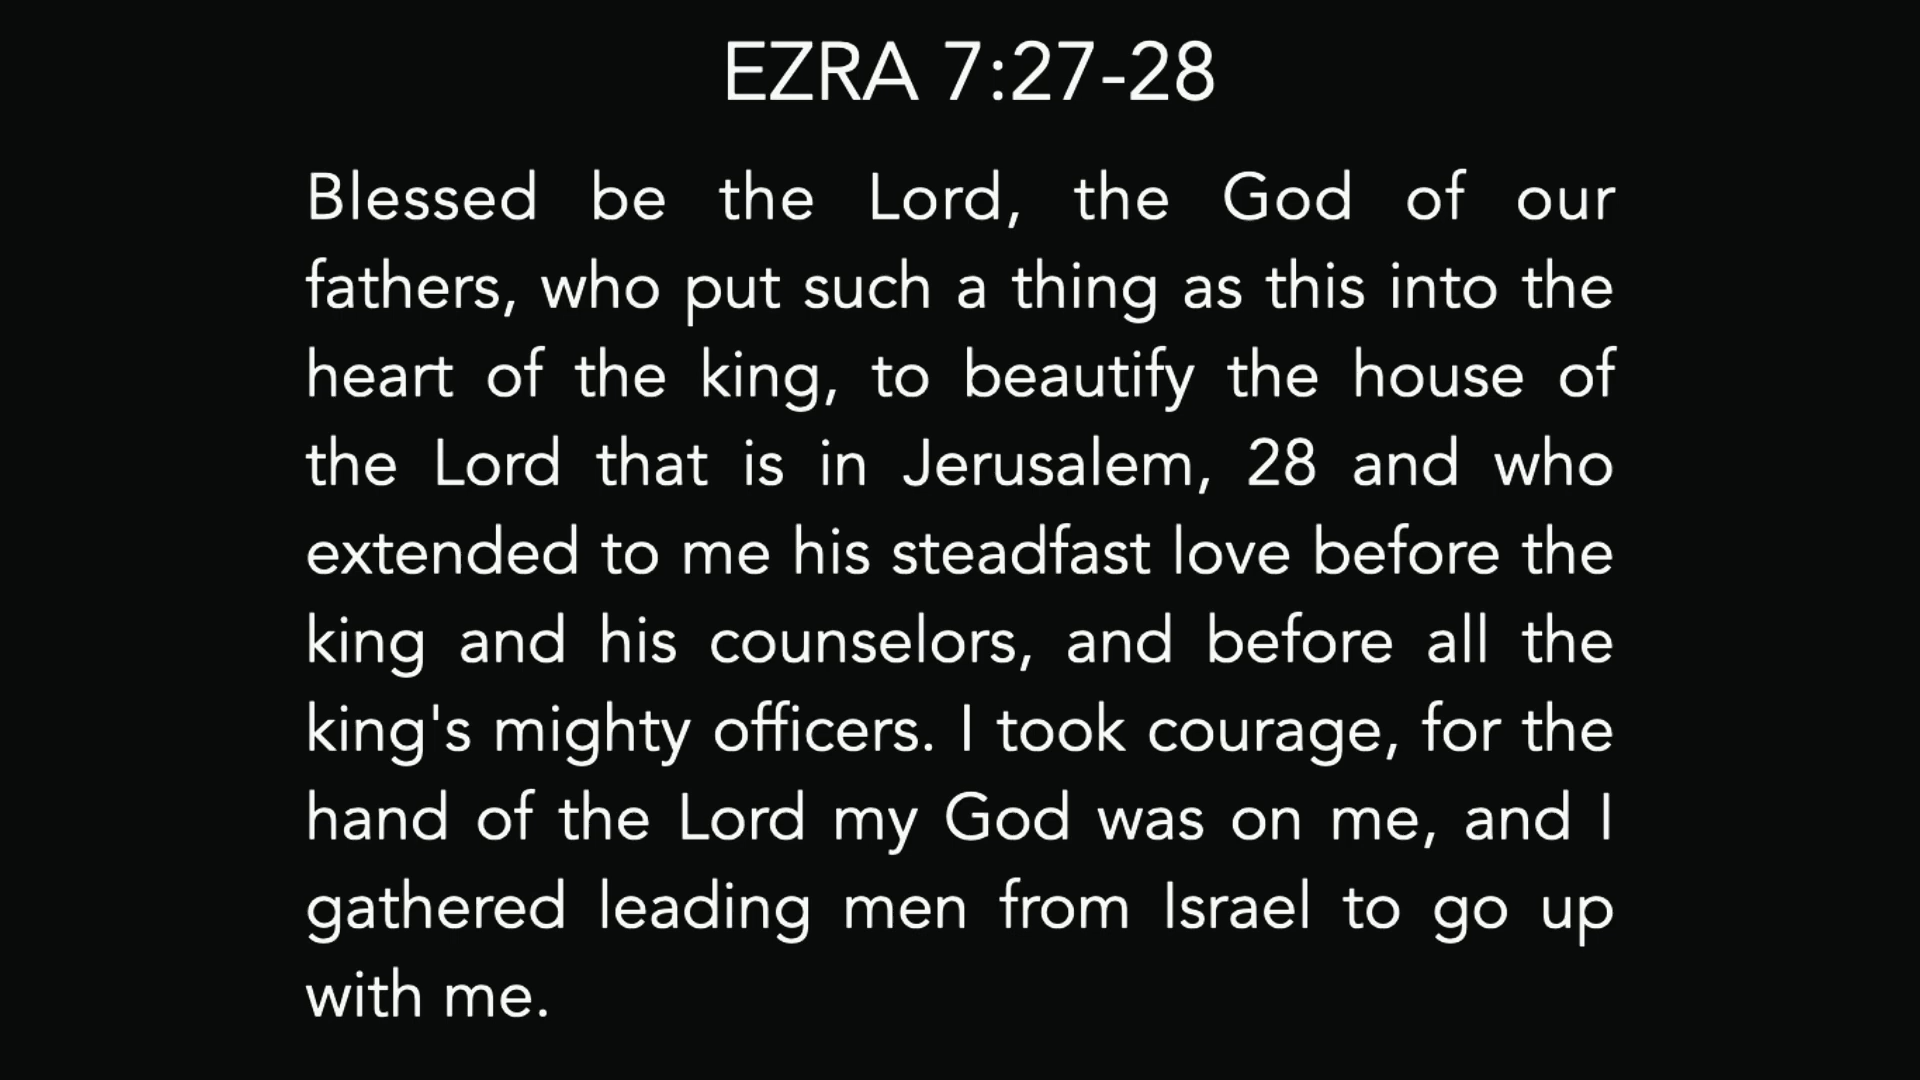 EZRA 7:27-28
Blessed be the Lord, the God of our
fathers, who put such a thing as this into the
heart of the king, to beautify the house of
the Lord that is in Jerusalem, 28 and who
extended to me his steadfast love before the
king and his counselors, and before all the
king's mighty officers. I took courage, for the
hand of the Lord my God was on me, and I
gathered leading men from Israel to go up
with me.